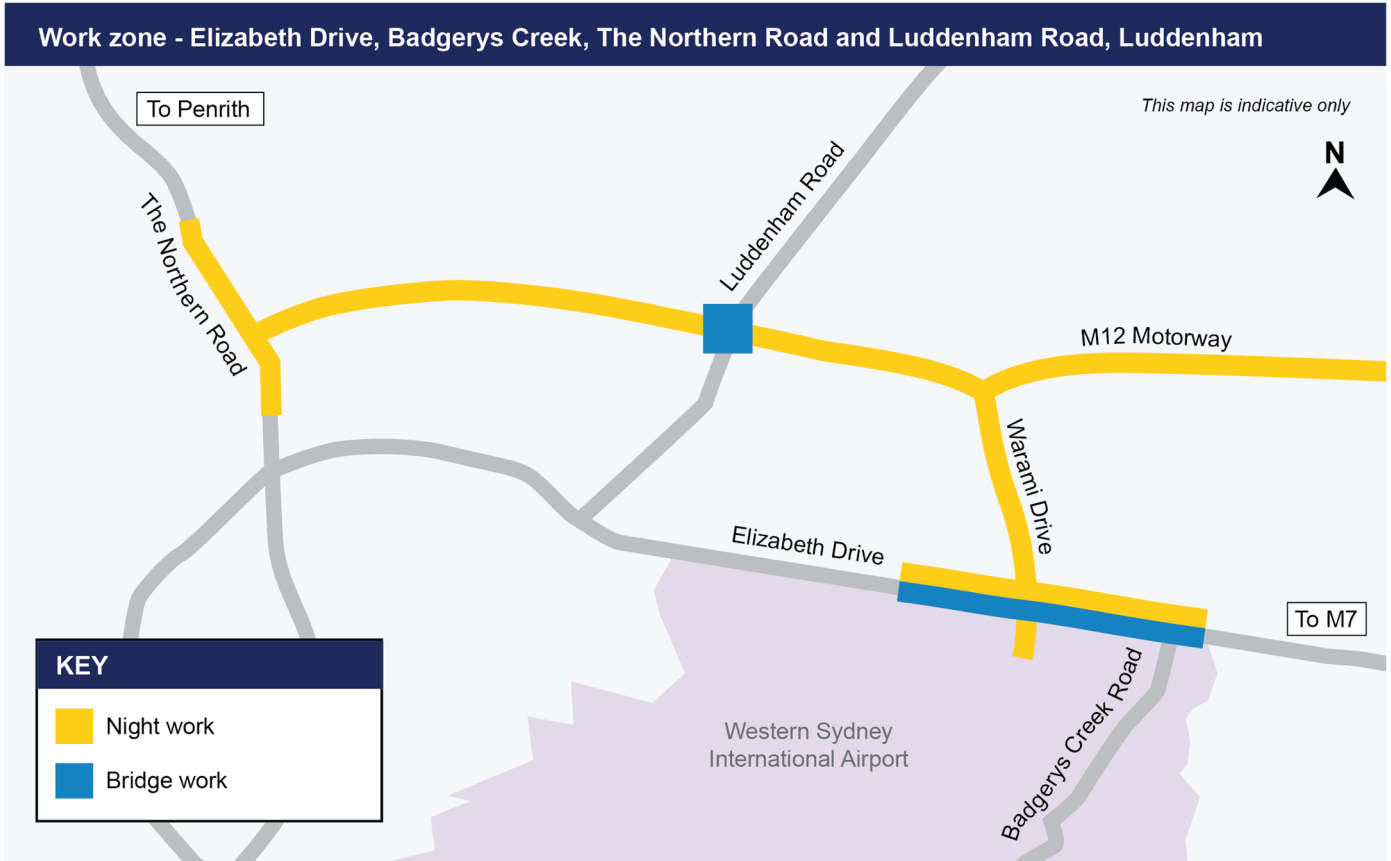 Work zone - Elizabeth Drive, Badgerys Creek, The Northern Road and Luddenham Road, Luddenham
To Penrith
This map is indicative only
N
Luddenham Road
The Northern Road
M12 Motorway
Warami Drive
Elizabeth Drive
To M7
KEY
Night work
Bridge work
Western Sydney
International Airport
Badgerys Creek Road